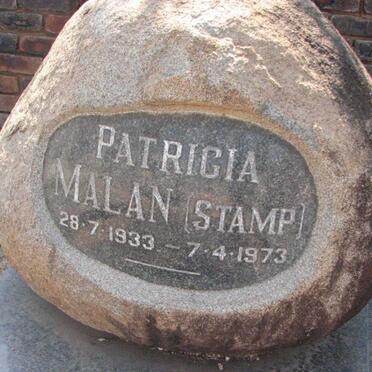 PATRICIA
MALAN [STAMP]
28·7·1933 – 7·4·1973